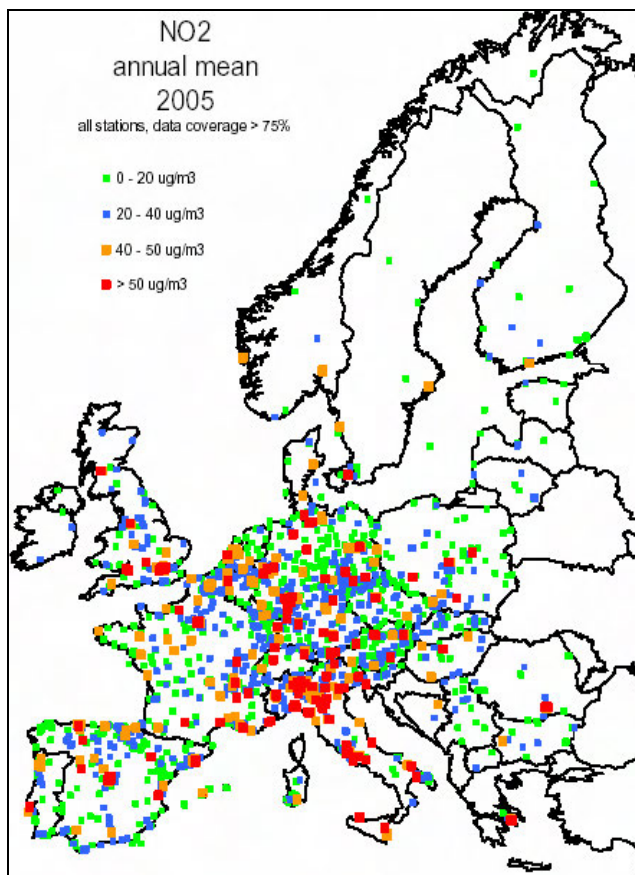 NO2
annual mean
2005
all stations, data coverage > 75%
0 - 20 ug/m3
20 - 40 ug/m3
40 - 50 ug/m3
> 50 ug/m3